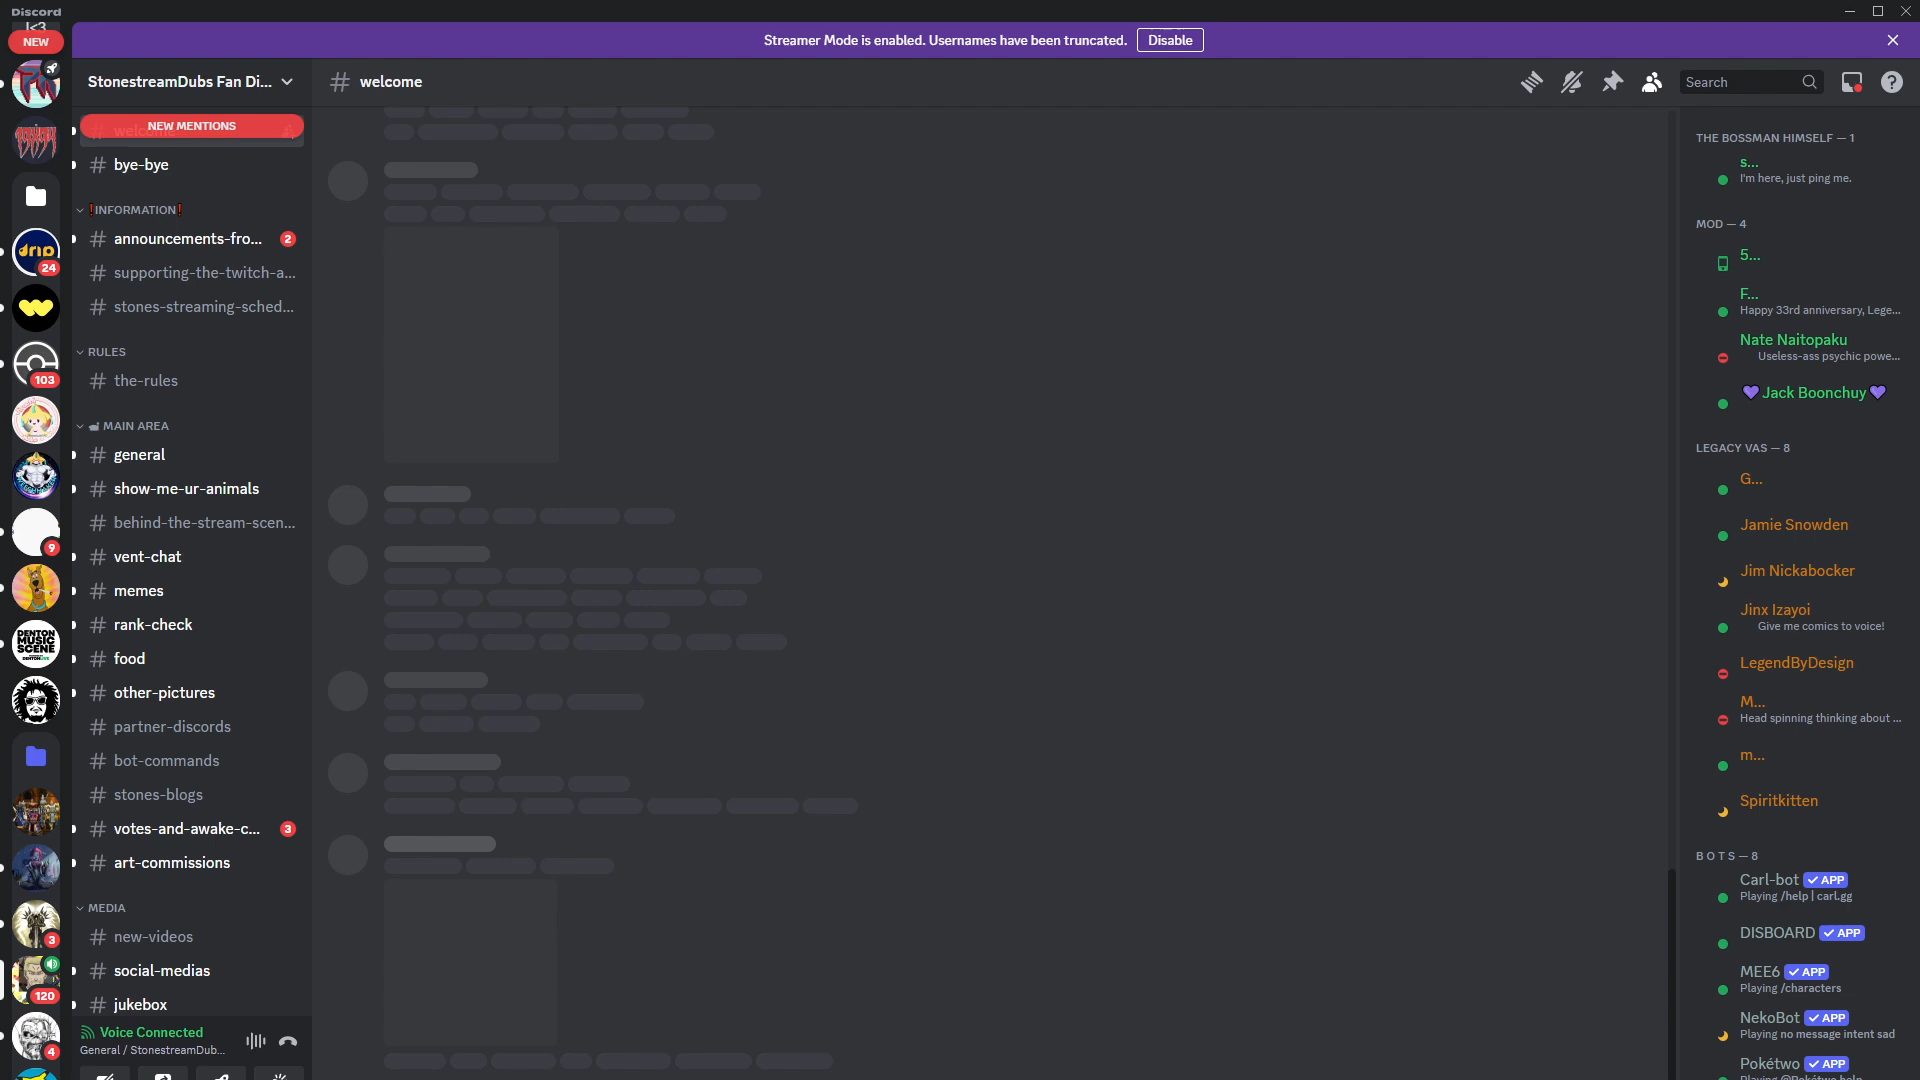 Discord
NEW
Streamer Mode is enabled. Usernames have been truncated.
Disable
StonestreamDubs Fan Di...
welcome
Search
NEW MENTIONS
bye-bye
❗INFORMATION❗
announcements-fro...
2
supporting-the-twitch-a...
stones-streaming-sched...
RULES
the-rules
MAIN AREA
general
show-me-ur-animals
behind-the-stream-scen...
vent-chat
memes
rank-check
food
other-pictures
partner-discords
bot-commands
stones-blogs
votes-and-awake-c...
3
art-commissions
MEDIA
new-videos
social-medias
jukebox
Voice Connected
General / StonestreamDub...
drip
24
103
9
DENTON
MUSIC
SCENE
3
120
4
THE BOSSMAN HIMSELF — 1
s...
I'm here, just ping me.
MOD — 4
5...
F...
Happy 33rd anniversary, Lege...
Nate Naitopaku
Useless-ass psychic powe...
💜 Jack Boonchuy 💜
LEGACY VAS — 8
G...
Jamie Snowden
Jim Nickabocker
Jinx Izayoi
Give me comics to voice!
LegendByDesign
M...
Head spinning thinking about ...
m...
Spiritkitten
B O T S — 8
Carl-bot
APP
Playing /help | carl.gg
DISBOARD
APP
MEE6
APP
Playing /characters
NekoBot
APP
Playing no message intent sad
Pokétwo
APP
Playing @Pokétwo help